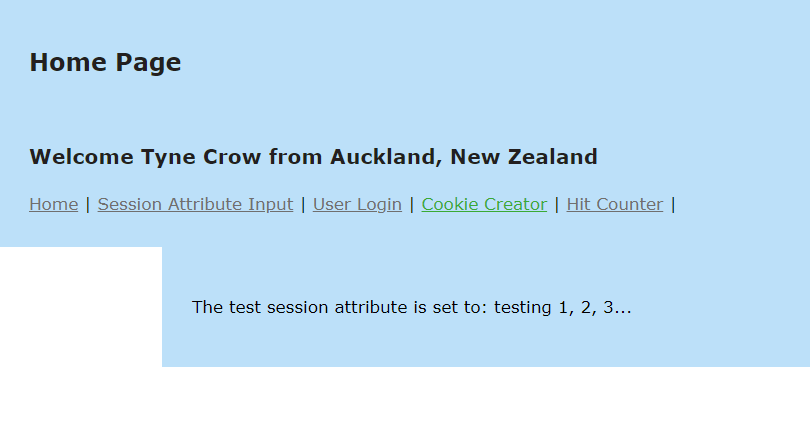 Home Page
Welcome Tyne Crow from Auckland, New Zealand
Home | Session Attribute Input | User Login | Cookie Creator | Hit Counter |
The test session attribute is set to: testing 1, 2, 3...